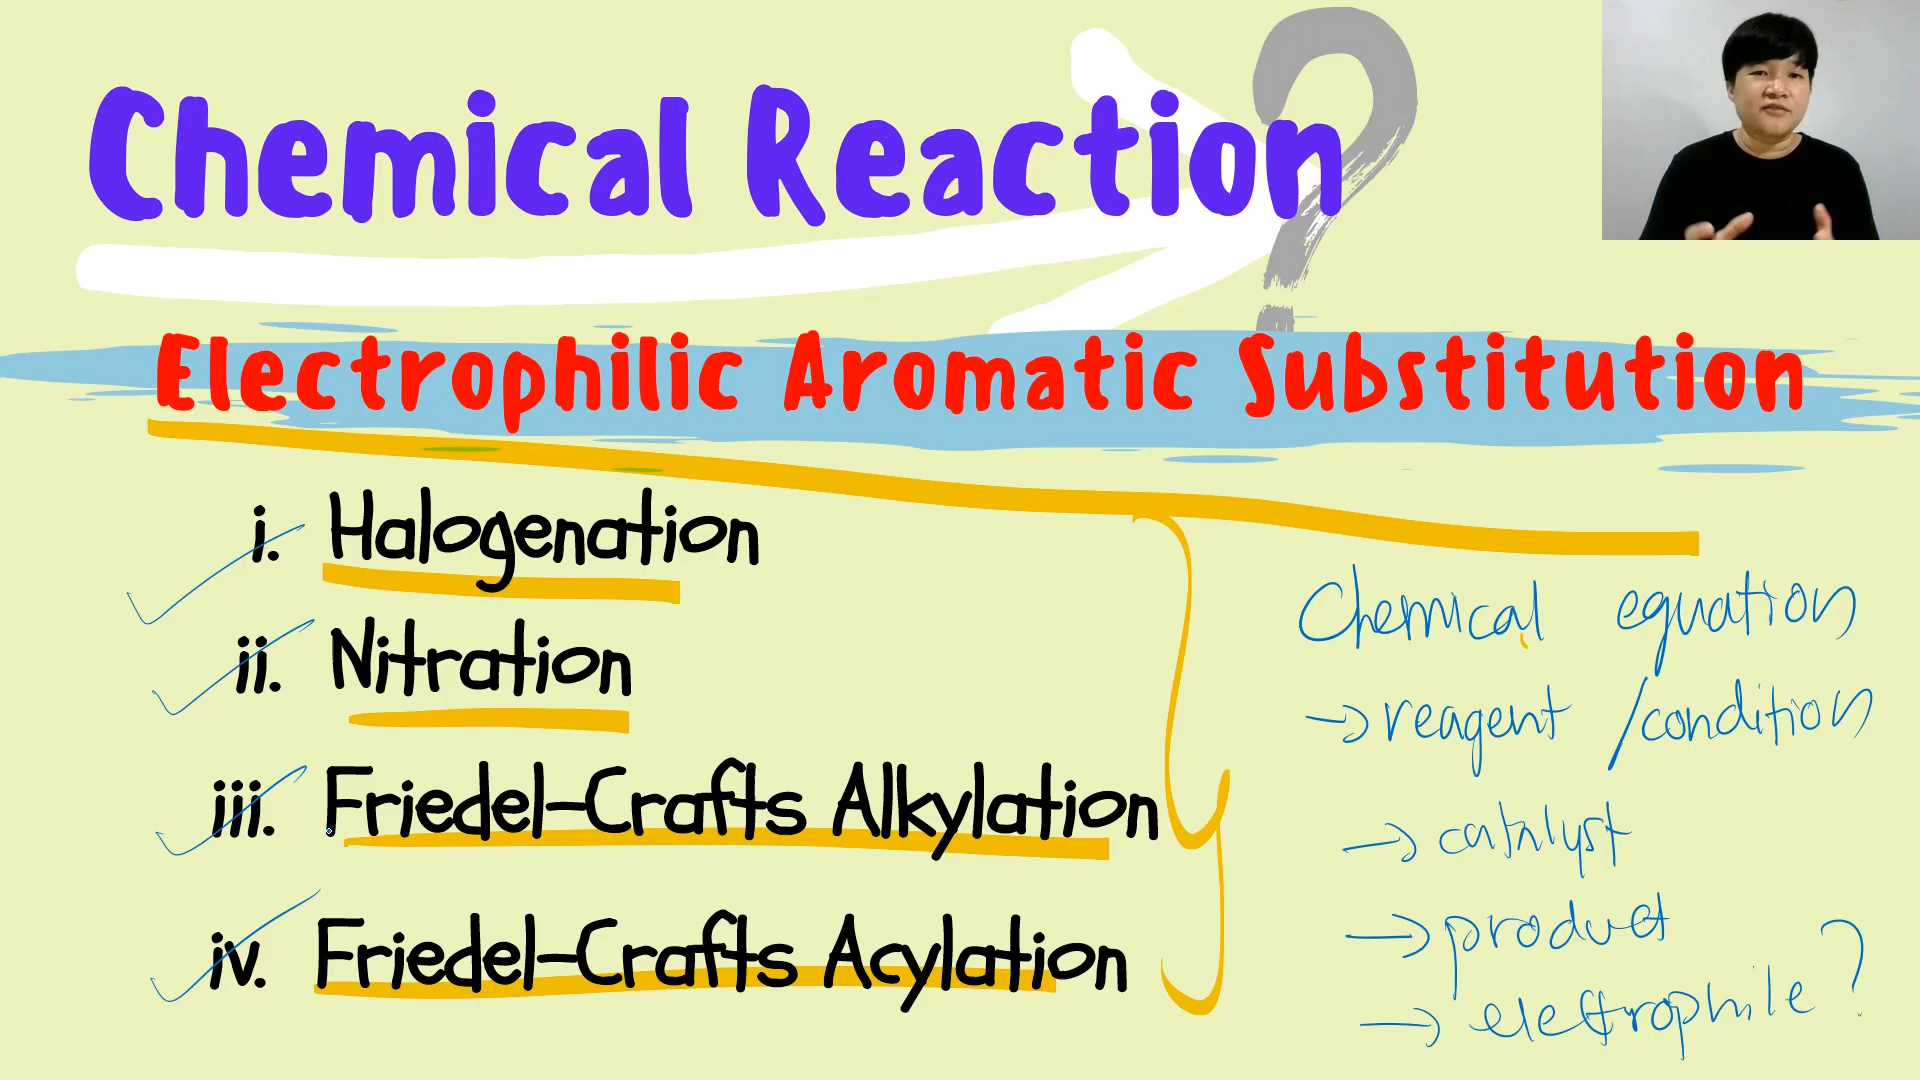 Chemical Reaction ?
Electrophilic Aromatic Substitution
i. Halogenation
ii. Nitration
iii. Friedel-Crafts Alkylation
iv. Friedel-Crafts Acylation
Chemical equation
→ reagent /condition
→ catalyst
→ product
→ electrophile ?